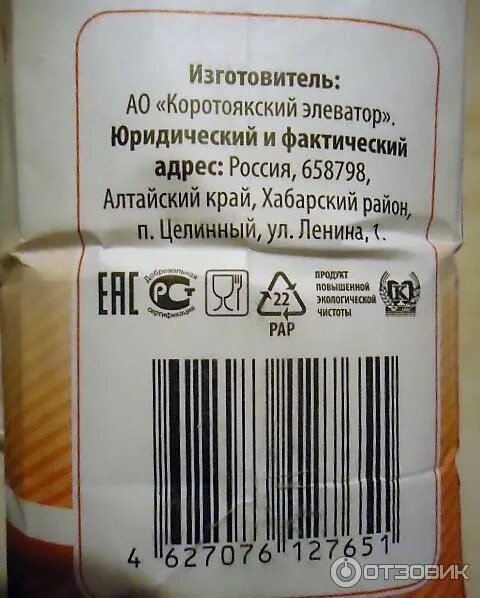 Изготовитель:
АО «Коротоякский элеватор».
Юридический и фактический
адрес: Россия, 658798,
Алтайский край, Хабарский район,
п. Целинный, ул. Ленина,
ЕАС
Добровольная
РСТ
сертификация
22
PAP
ПРОДУКТ
ПОВЫШЕННОЙ
ЭКОЛОГИЧЕСКОЙ
ЧИСТОТЫ
К
4 627076 127651
ОТЗОВИК